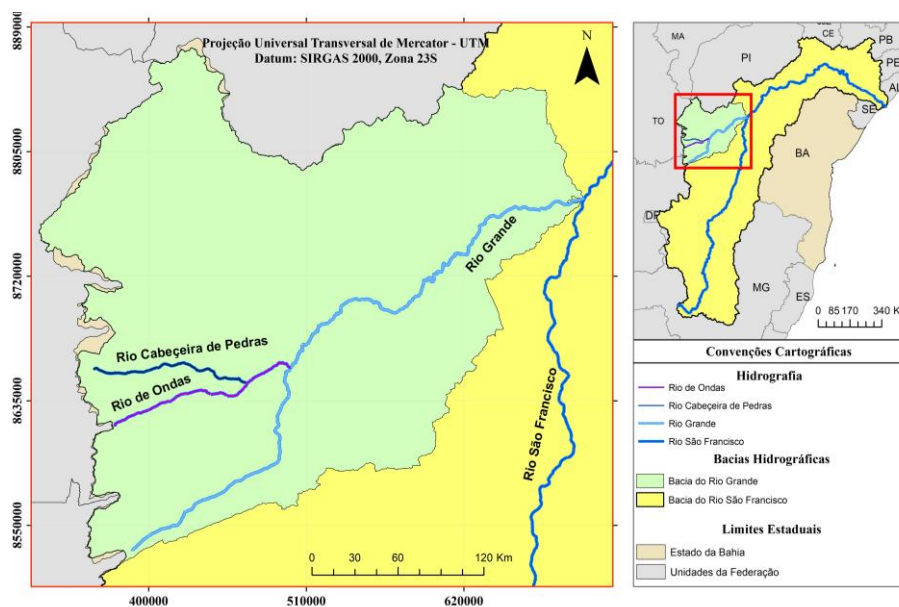 Projeção Universal Transversal de Mercator - UTM
Datum: SIRGAS 2000, Zona 23S
N
8890000
8805000
8720000
8635000
8550000
Rio Grande
Rio Cabeçeira de Pedras
Rio de Ondas
Rio São Francisco
0 30 60 120 Km
400000 510000 620000
MA
CE
PB
PI
PE
AL
TO
SE
BA
DF
MG
ES
0 85 170 340 K
Convenções Cartográficas
Hidrografia
Rio de Ondas
Rio Cabeçeira de Pedras
Rio Grande
Rio São Francisco
Bacias Hidrográficas
Bacia do Rio Grande
Bacia do Rio São Francisco
Limites Estaduais
Estado da Bahia
Unidades da Federação